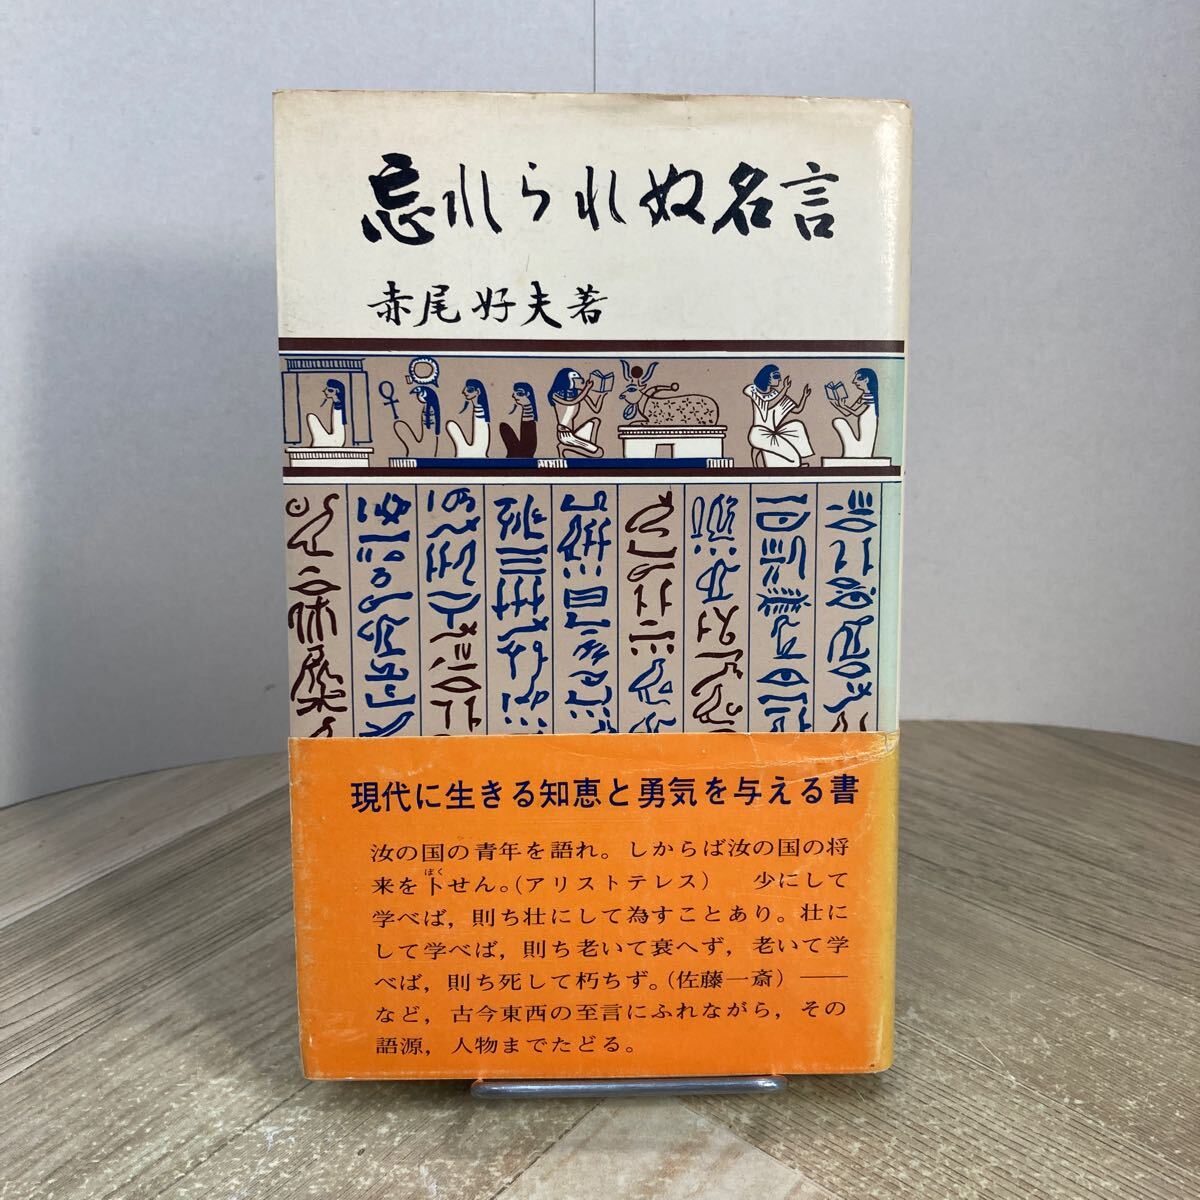 忘れられぬ名言
赤尾好夫著
現代に生きる知恵と勇気を与える書
汝の国の青年を語れ。しからば汝の国の将
来を卜せん。(アリストテレス)　少にして
ぼく
学べば，則ち壮にして為すことあり。壮に
して学べば，則ち老いて衰へず，老いて学
べば，則ち死して朽ちず。(佐藤一斎)――
など，古今東西の至言にふれながら，その
語源，人物までたどる。